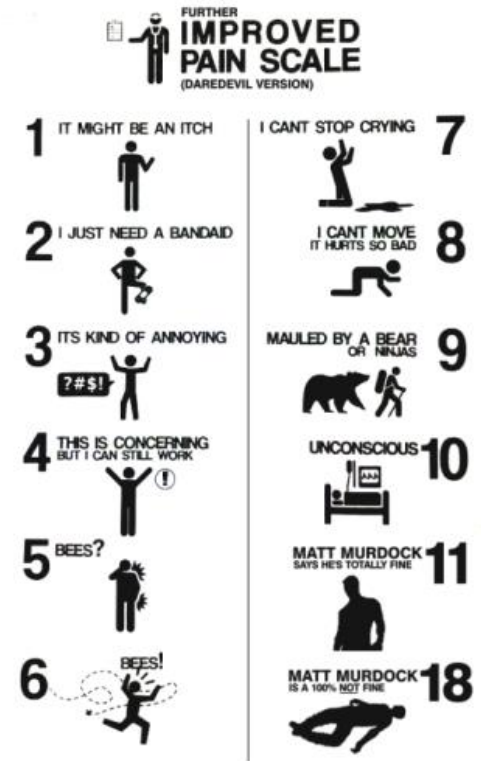 FURTHER
IMPROVED
PAIN SCALE
(DAREDEVIL VERSION)
1 IT MIGHT BE AN ITCH
2 I JUST NEED A BANDAID
3 ITS KIND OF ANNOYING
?#$!
4 THIS IS CONCERNING
BUT I CAN STILL WORK
!
5 BEES?
6 BEES!
I CANT STOP CRYING 7
I CANT MOVE 8
IT HURTS SO BAD
MAULED BY A BEAR 9
OR NINJAS
UNCONSCIOUS 10
MATT MURDOCK 11
SAYS HE'S TOTALLY FINE
MATT MURDOCK 18
IS A 100% NOT FINE